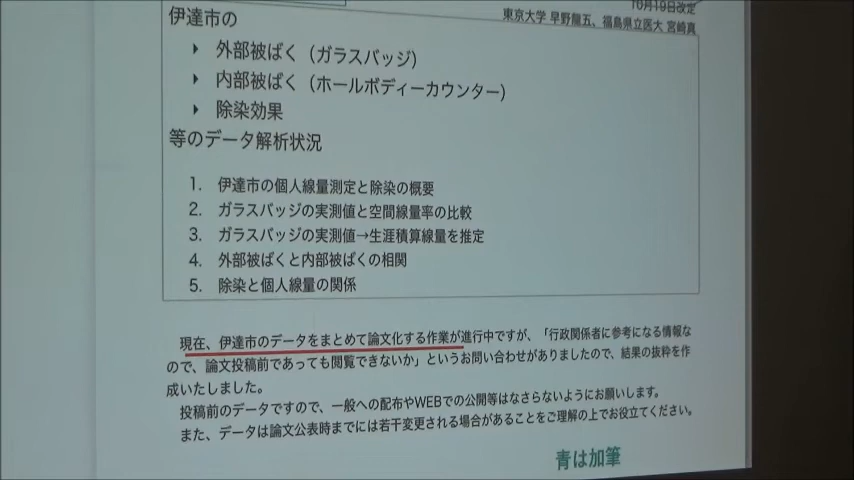 10月19日改定
東京大学 早野龍五、福島県立医大 宮崎真
伊達市の
外部被ばく（ガラスバッジ）
内部被ばく（ホールボディーカウンター）
除染効果
等のデータ解析状況
1. 伊達市の個人線量測定と除染の概要
2. ガラスバッジの実測値と空間線量率の比較
3. ガラスバッジの実測値→生涯積算線量を推定
4. 外部被ばくと内部被ばくの相関
5. 除染と個人線量の関係
現在、伊達市のデータをまとめて論文化する作業が進行中ですが、「行政関係者に参考になる情報な
ので、論文投稿前であっても閲覧できないか」というお問い合わせがありましたので、結果の抜粋を作
成いたしました。
投稿前のデータですので、一般への配布やWEBでの公開等はなさらないようにお願いします。
また、データは論文公表時までには若干変更される場合があることをご理解の上でお役立てください。
青は加筆